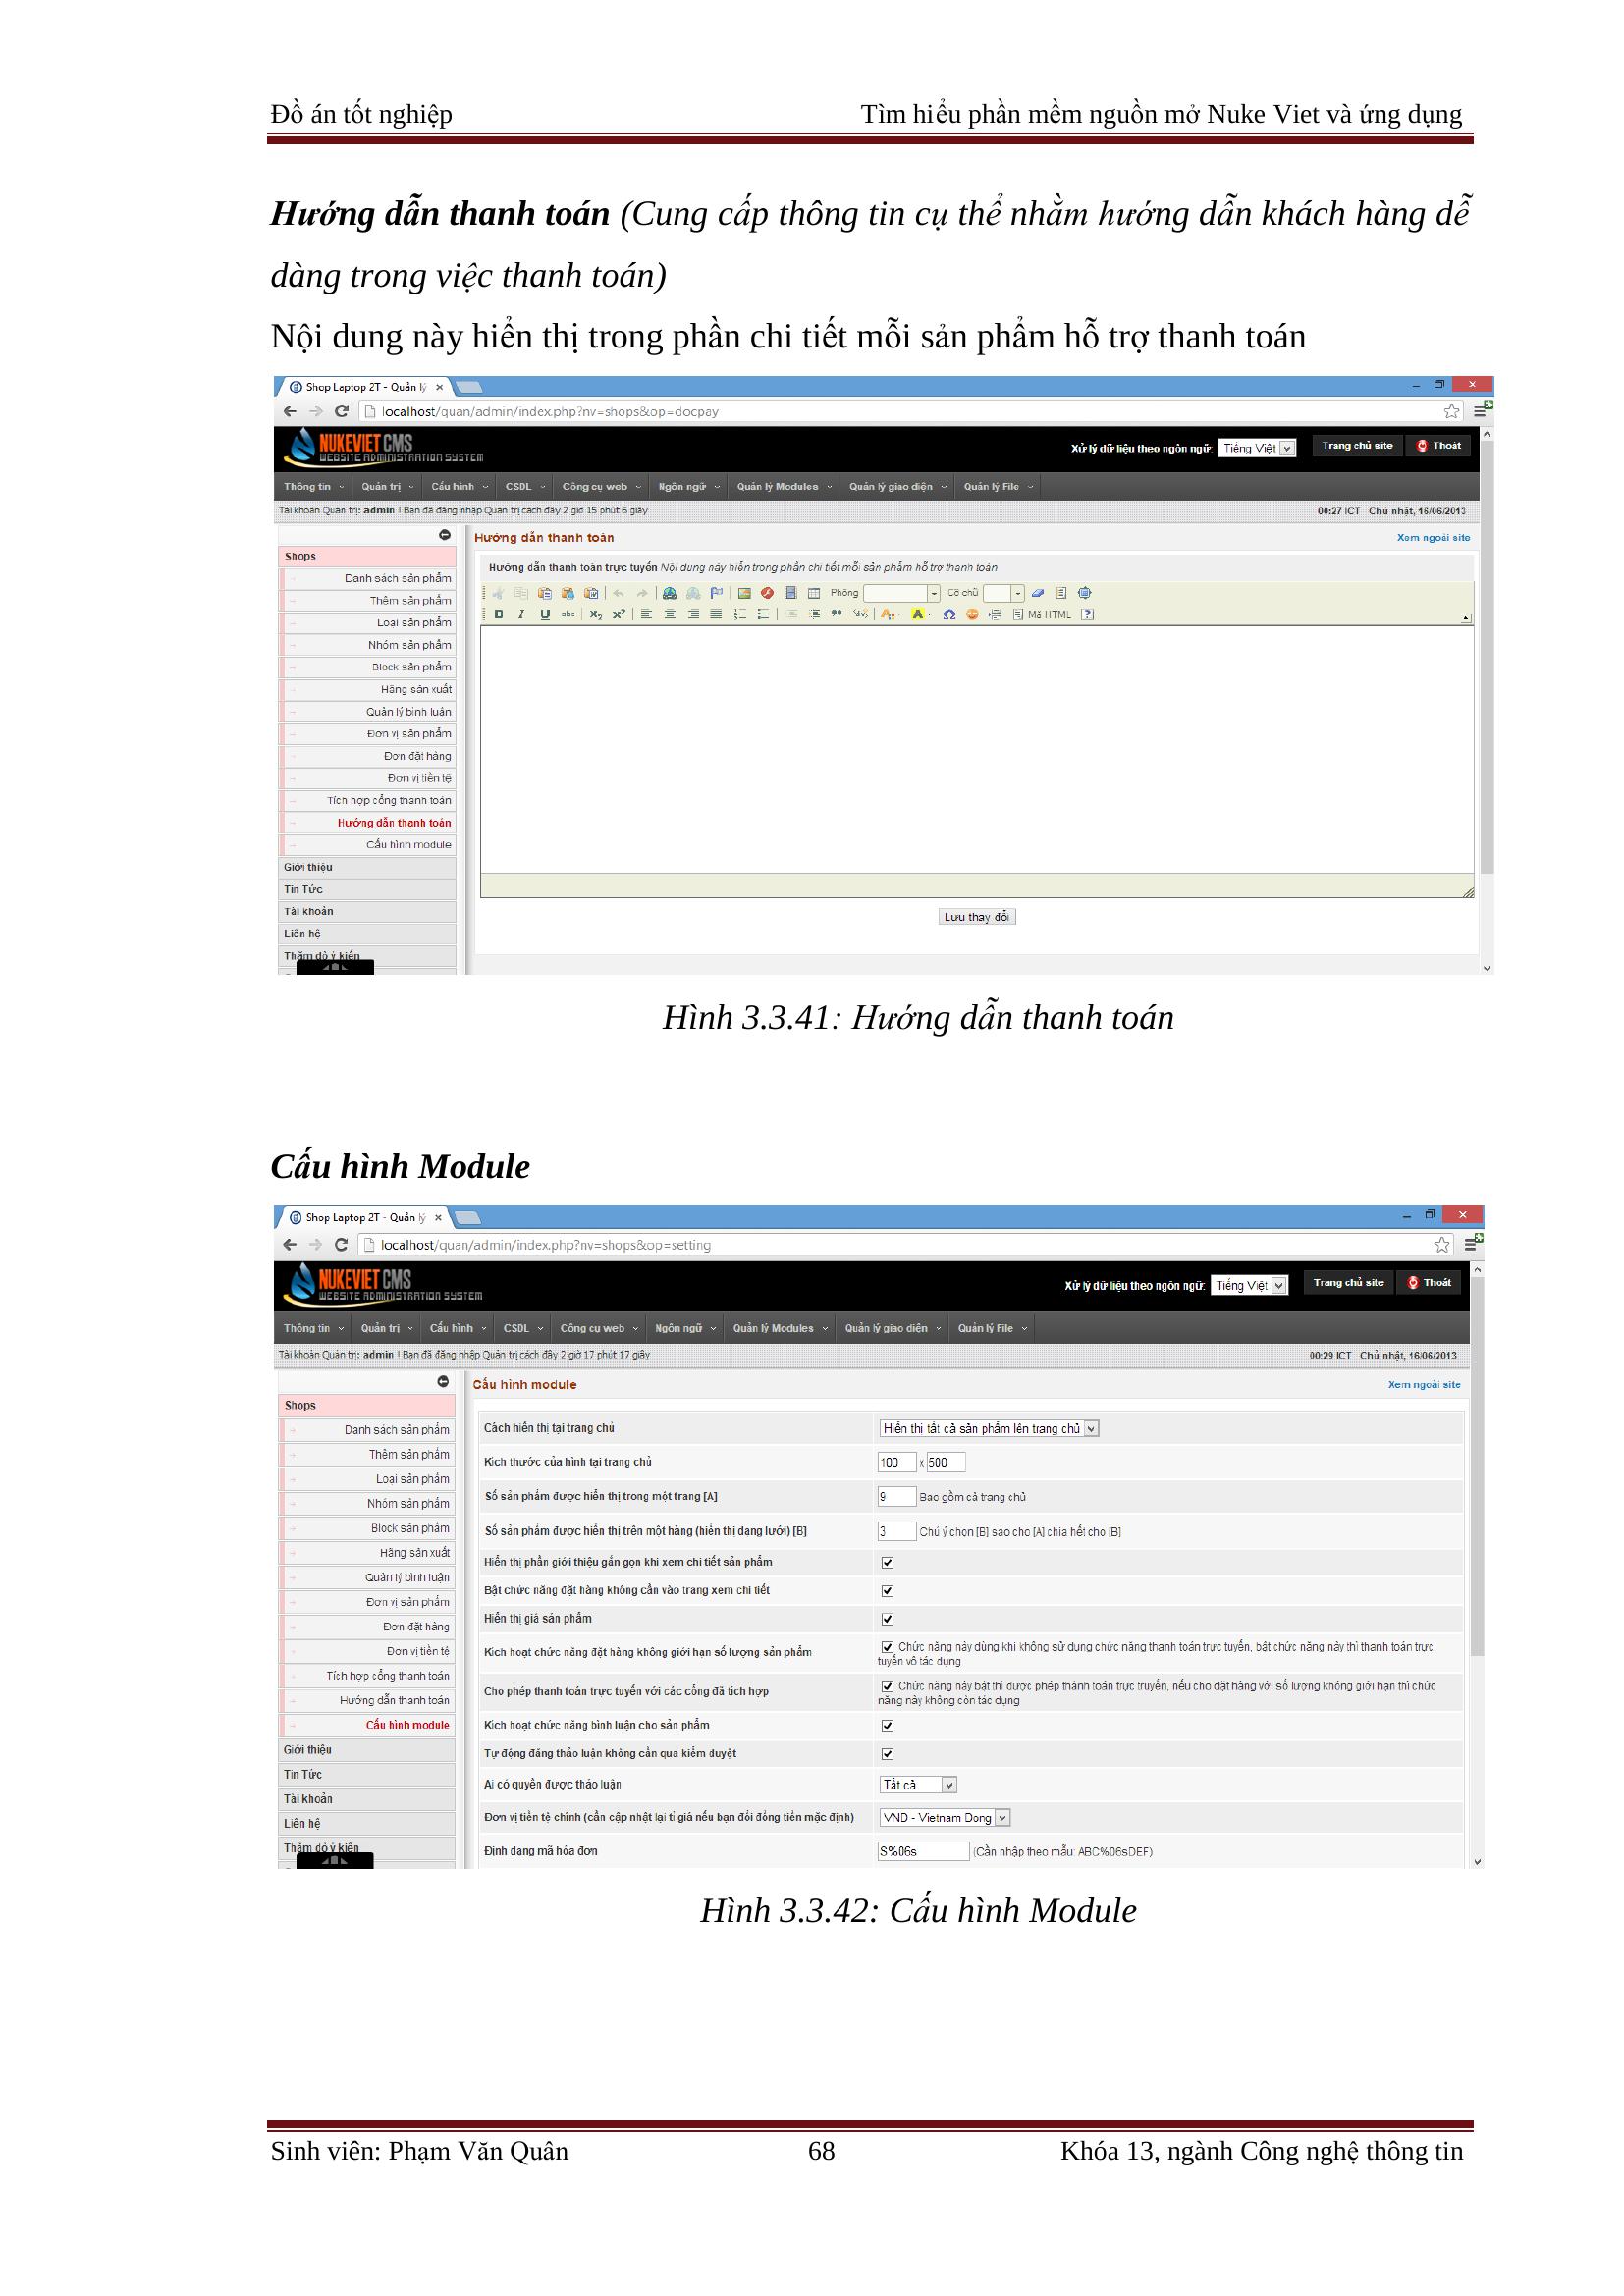 Đồ án tốt nghiệp Tìm hiểu phần mềm nguồn mở Nuke Viet và ứng dụng
Hướng dẫn thanh toán (Cung cấp thông tin cụ thể nhằm hướng dẫn khách hàng dễ
dàng trong việc thanh toán)
Nội dung này hiển thị trong phần chi tiết mỗi sản phẩm hỗ trợ thanh toán
Shop Laptop 2T - Quản lý
localhost/quan/admin/index.php?nv=shops&op=docpay
NUKEVIET CMS
WEBSITE ADMINISTRATION SYSTEM
Xử lý dữ liệu theo ngôn ngữ: Tiếng Việt Trang chủ site Thoát
Thông tin Quản trị Cấu hình CSDL Công cụ web Ngôn ngữ Quản lý Modules Quản lý giao diện Quản lý File
Tài khoản Quản trị: admin ! Bạn đã đăng nhập Quản trị cách đây 2 giờ 15 phút 6 giây 00:27 ICT Chủ nhật, 16/06/2013
Hướng dẫn thanh toán Xem ngoài site
Hướng dẫn thanh toán trực tuyến Nội dung này hiển trong phần chi tiết mỗi sản phẩm hỗ trợ thanh toán
Phông Cỡ chữ
Mã HTML
Shops
Danh sách sản phẩm
Thêm sản phẩm
Loại sản phẩm
Nhóm sản phẩm
Block sản phẩm
Hãng sản xuất
Quản lý bình luận
Đơn vị sản phẩm
Đơn đặt hàng
Đơn vị tiền tệ
Tích hợp cổng thanh toán
Hướng dẫn thanh toán
Cấu hình module
Giới thiệu
Tin Tức
Tài khoản
Liên hệ
Thăm dò ý kiến
Lưu thay đổi
Hình 3.3.41: Hướng dẫn thanh toán
Cấu hình Module
Shop Laptop 2T - Quản lý
localhost/quan/admin/index.php?nv=shops&op=setting
NUKEVIET CMS
WEBSITE ADMINISTRATION SYSTEM
Xử lý dữ liệu theo ngôn ngữ: Tiếng Việt Trang chủ site Thoát
Thông tin Quản trị Cấu hình CSDL Công cụ web Ngôn ngữ Quản lý Modules Quản lý giao diện Quản lý File
Tài khoản Quản trị: admin ! Bạn đã đăng nhập Quản trị cách đây 2 giờ 17 phút 17 giây 00:29 ICT Chủ nhật, 16/06/2013
Cấu hình module Xem ngoài site
Shops
Danh sách sản phẩm
Thêm sản phẩm
Loại sản phẩm
Nhóm sản phẩm
Block sản phẩm
Hãng sản xuất
Quản lý bình luận
Đơn vị sản phẩm
Đơn đặt hàng
Đơn vị tiền tệ
Tích hợp cổng thanh toán
Hướng dẫn thanh toán
Cấu hình module
Giới thiệu
Tin Tức
Tài khoản
Liên hệ
Thăm dò ý kiến
Cách hiển thị tại trang chủ Hiển thị tất cả sản phẩm lên trang chủ
Kích thước của hình tại trang chủ 100 x 500
Số sản phẩm được hiển thị trong một trang [A] 9 Bao gồm cả trang chủ
Số sản phẩm được hiển thị trên một hàng (hiển thị dạng lưới) [B] 3 Chú ý chọn [B] sao cho [A] chia hết cho [B]
Hiển thị phần giới thiệu gắn gọn khi xem chi tiết sản phẩm
Bật chức năng đặt hàng không cần vào trang xem chi tiết
Hiển thị giá sản phẩm
Kích hoạt chức năng đặt hàng không giới hạn số lượng sản phẩm Chức năng này dùng khi không sử dụng chức năng thanh toán trực tuyến, bật chức năng này thì thanh toán trực
tuyến vô tác dụng
Cho phép thanh toán trực tuyến với các cổng đã tích hợp Chức năng này bật thì được phép thánh toán trực truyến, nếu cho đặt hàng với số lượng không giới hạn thì chức
năng này không còn tác dụng
Kích hoạt chức năng bình luận cho sản phẩm
Tự động đăng thảo luận không cần qua kiểm duyệt
Ai có quyền được thảo luận Tất cả
Đơn vị tiền tệ chính (cần cập nhật lại tỉ giá nếu bạn đổi đồng tiền mặc định) VND - Vietnam Dong
Định dạng mã hóa đơn S%06s (Cần nhập theo mẫu: ABC%06sDEF)
Hình 3.3.42: Cấu hình Module
Sinh viên: Phạm Văn Quân 68 Khóa 13, ngành Công nghệ thông tin